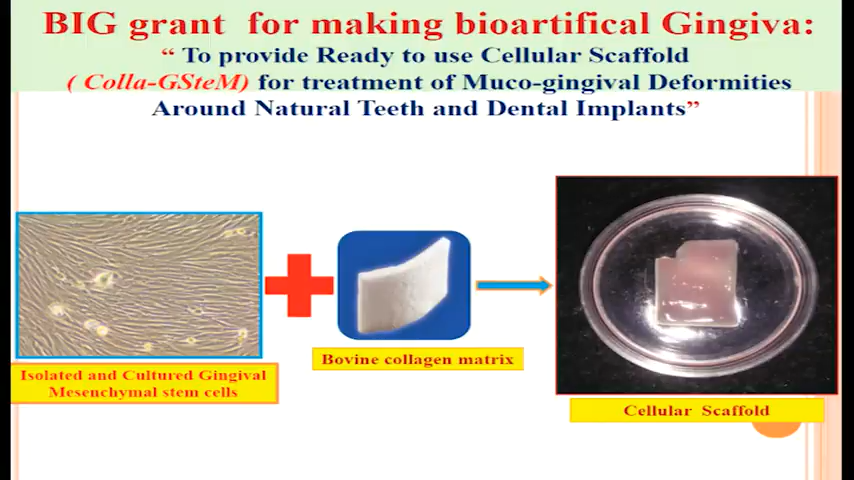 BIG grant for making bioartifical Gingiva:
“ To provide Ready to use Cellular Scaffold
( Colla-GSteM) for treatment of Muco-gingival Deformities
Around Natural Teeth and Dental Implants”
Isolated and Cultured Gingival
Mesenchymal stem cells
Bovine collagen matrix
Cellular Scaffold